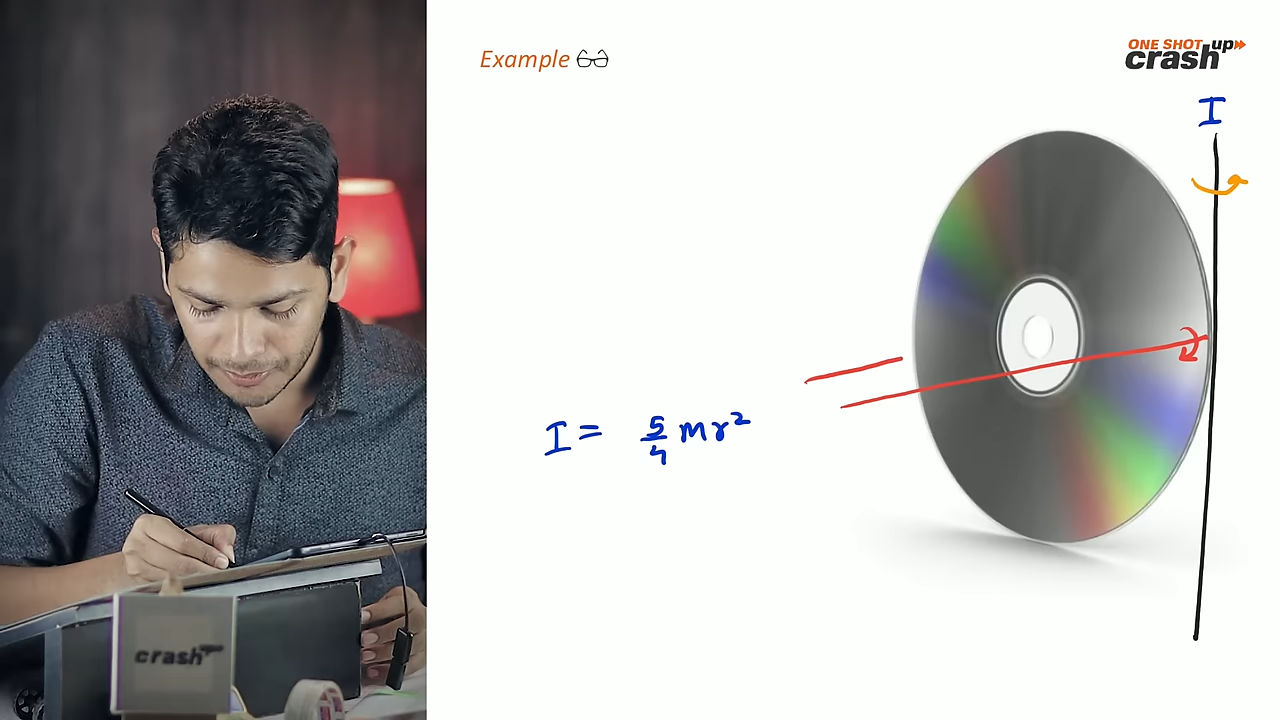 Example
ONE SHOT up
crash
I
I = 5/4 mr²
crash